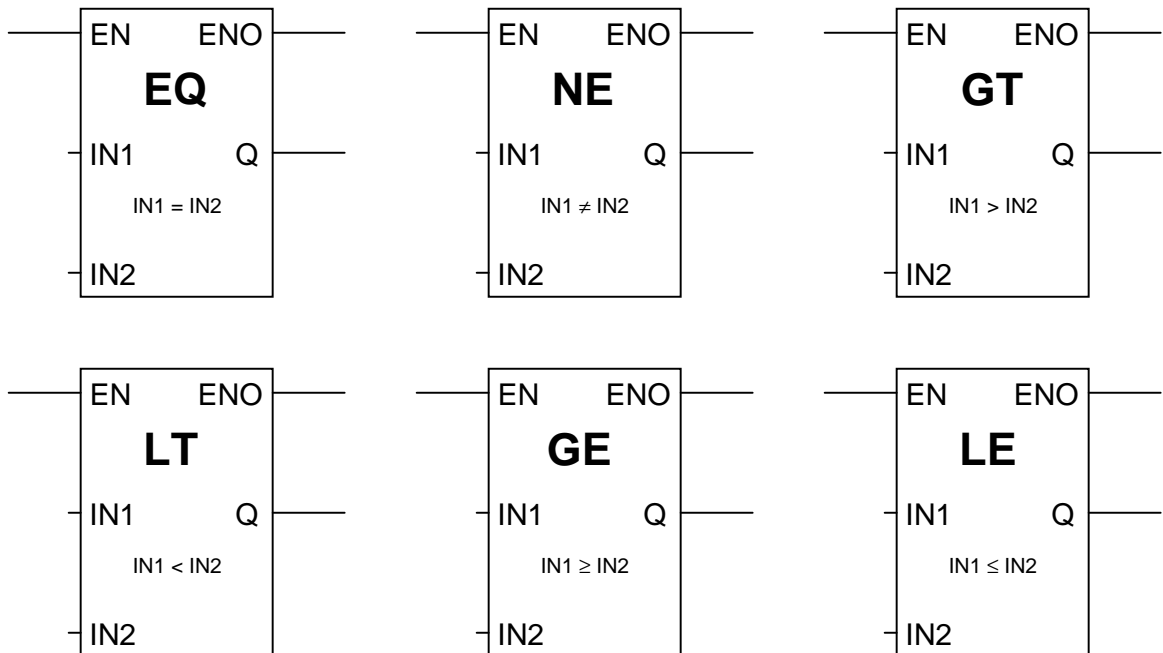 EN ENO
EQ
IN1 Q
IN1 = IN2
IN2
EN ENO
NE
IN1 Q
IN1 ≠ IN2
IN2
EN ENO
GT
IN1 Q
IN1 > IN2
IN2
EN ENO
LT
IN1 Q
IN1 < IN2
IN2
EN ENO
GE
IN1 Q
IN1 ≥ IN2
IN2
EN ENO
LE
IN1 Q
IN1 ≤ IN2
IN2